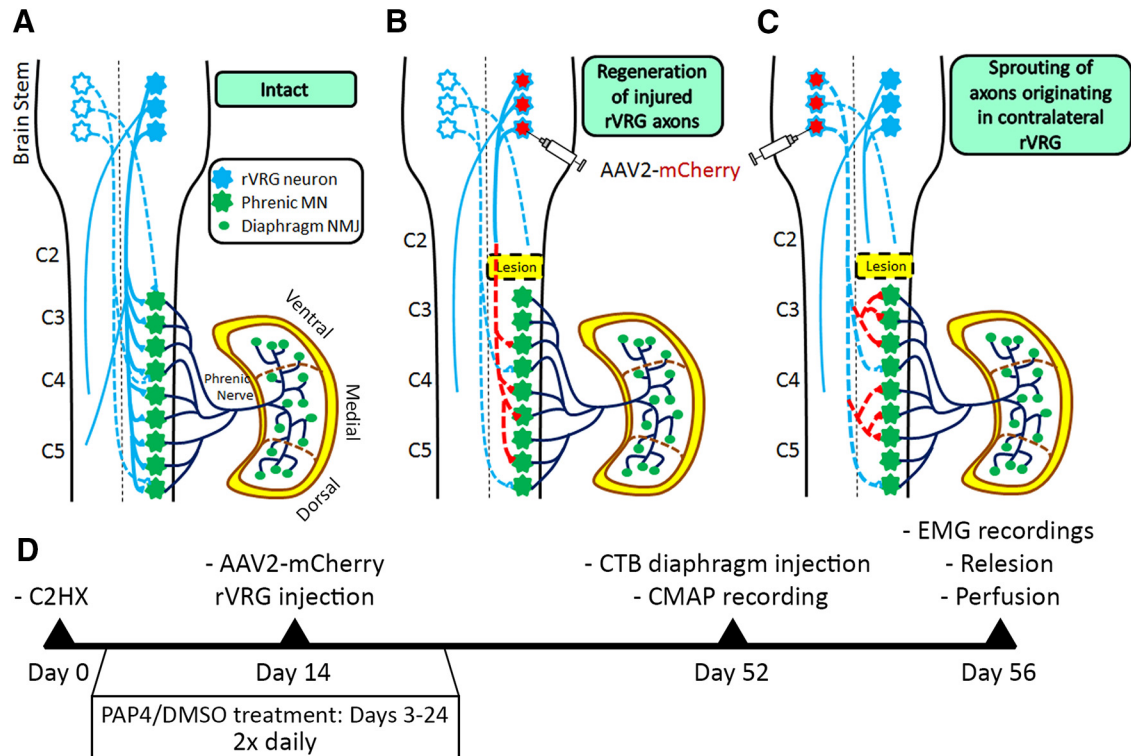 A
Brain Stem
Intact
rVRG neuron
Phrenic MN
Diaphragm NMJ
C2
C3
C4
C5
Phrenic
Nerve
Ventral
Medial
Dorsal
B
Regeneration
of injured
rVRG axons
AAV2-mCherry
C2
Lesion
C3
C4
C5
C
Sprouting of
axons originating
in contralateral
rVRG
C2
Lesion
C3
C4
C5
D
- C2HX
- AAV2-mCherry
rVRG injection
- CTB diaphragm injection
- CMAP recording
- EMG recordings
- Relesion
- Perfusion
Day 0
Day 14
Day 52
Day 56
PAP4/DMSO treatment: Days 3-24
2x daily